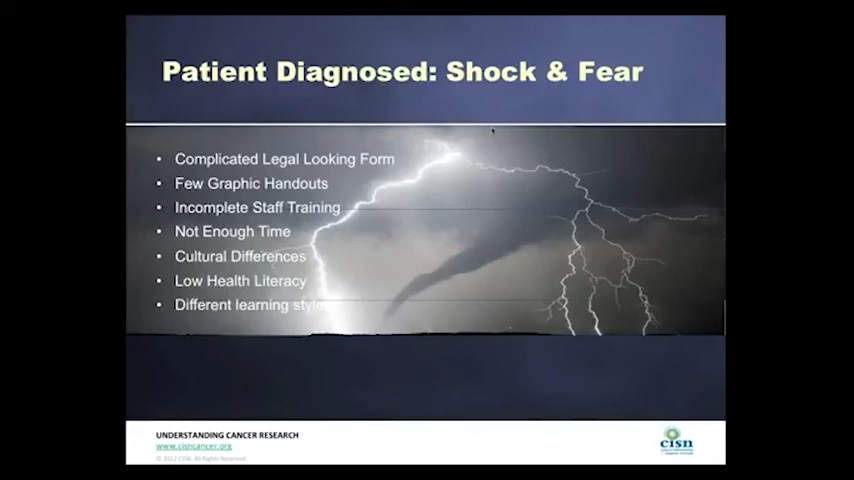 Patient Diagnosed: Shock & Fear
• Complicated Legal Looking Form
• Few Graphic Handouts
• Incomplete Staff Training
• Not Enough Time
• Cultural Differences
• Low Health Literacy
• Different learning styles
UNDERSTANDING CANCER RESEARCH
www.cisncancer.org
© 2012 CISN. All Rights Reserved.
cisn